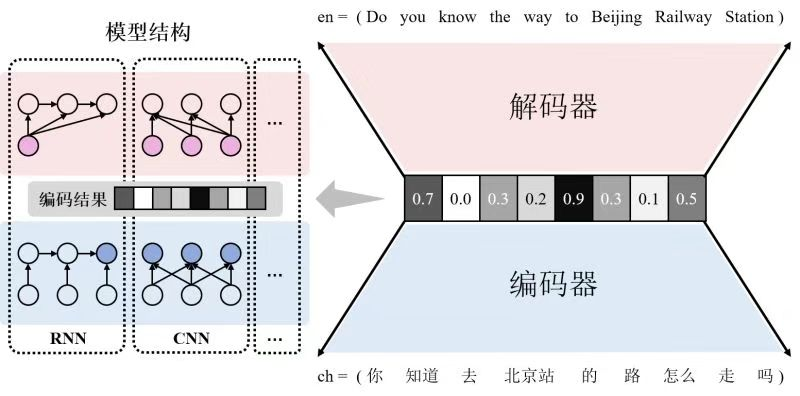 en = ( Do you know the way to Beijing Railway Station )
模型结构
解码器
...
编码结果
0.7 0.0 0.3 0.2 0.9 0.3 0.1 0.5
编码器
...
RNN CNN ...
ch = ( 你 知道 去 北京站 的 路 怎么 走 吗 )